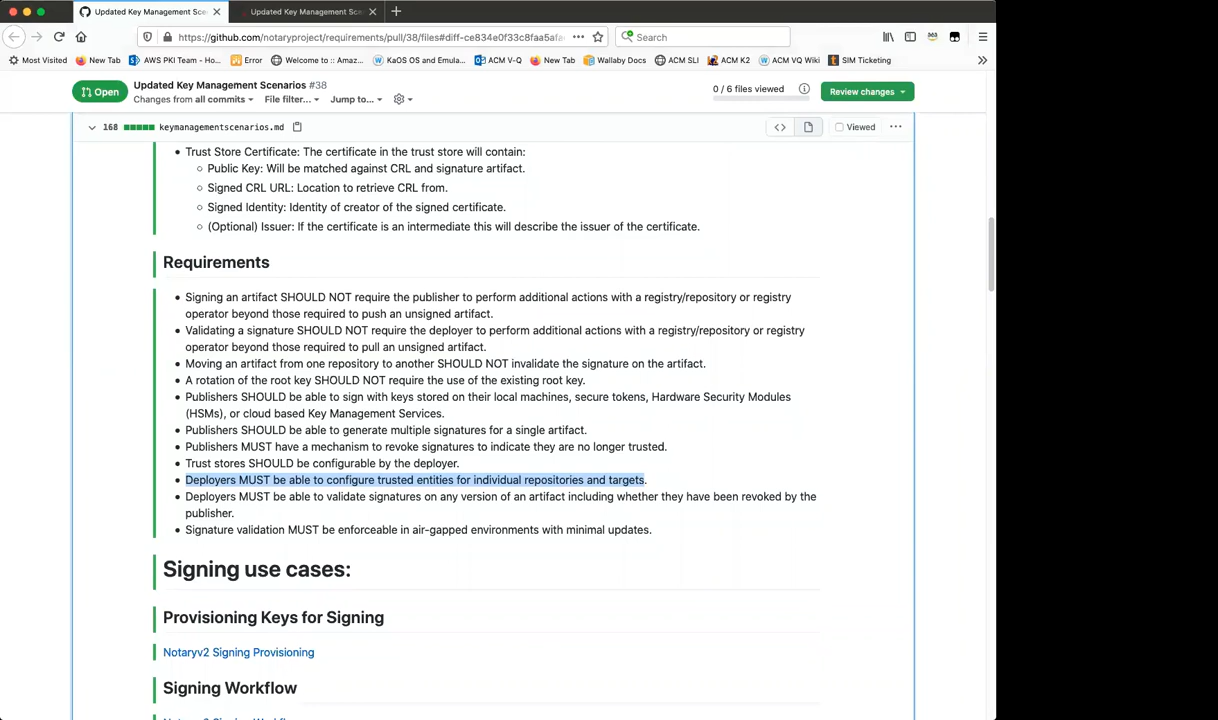 Updated Key Management Scen
Updated Key Management Scen
https://github.com/notaryproject/requirements/pull/38/files#diff-ce834e0f33c8faa5afac
Search
Most Visited
New Tab
AWS PKI Team - Ho...
Error
Welcome to :: Amaz...
KaOS OS and Emula...
ACM V-Q
New Tab
Wallaby Docs
ACM SLI
ACM K2
ACM VQ Wiki
SIM Ticketing
Open
Updated Key Management Scenarios #38
Changes from all commits
File filter...
Jump to...
0 / 6 files viewed
Review changes
168
keymanagementscenarios.md
Viewed
• Trust Store Certificate: The certificate in the trust store will contain:
○ Public Key: Will be matched against CRL and signature artifact.
○ Signed CRL URL: Location to retrieve CRL from.
○ Signed Identity: Identity of creator of the signed certificate.
○ (Optional) Issuer: If the certificate is an intermediate this will describe the issuer of the certificate.
Requirements
• Signing an artifact SHOULD NOT require the publisher to perform additional actions with a registry/repository or registry
operator beyond those required to push an unsigned artifact.
• Validating a signature SHOULD NOT require the deployer to perform additional actions with a registry/repository or registry
operator beyond those required to pull an unsigned artifact.
• Moving an artifact from one repository to another SHOULD NOT invalidate the signature on the artifact.
• A rotation of the root key SHOULD NOT require the use of the existing root key.
• Publishers SHOULD be able to sign with keys stored on their local machines, secure tokens, Hardware Security Modules
(HSMs), or cloud based Key Management Services.
• Publishers SHOULD be able to generate multiple signatures for a single artifact.
• Publishers MUST have a mechanism to revoke signatures to indicate they are no longer trusted.
• Trust stores SHOULD be configurable by the deployer.
• Deployers MUST be able to configure trusted entities for individual repositories and targets.
• Deployers MUST be able to validate signatures on any version of an artifact including whether they have been revoked by the
publisher.
• Signature validation MUST be enforceable in air-gapped environments with minimal updates.
Signing use cases:
Provisioning Keys for Signing
Notaryv2 Signing Provisioning
Signing Workflow